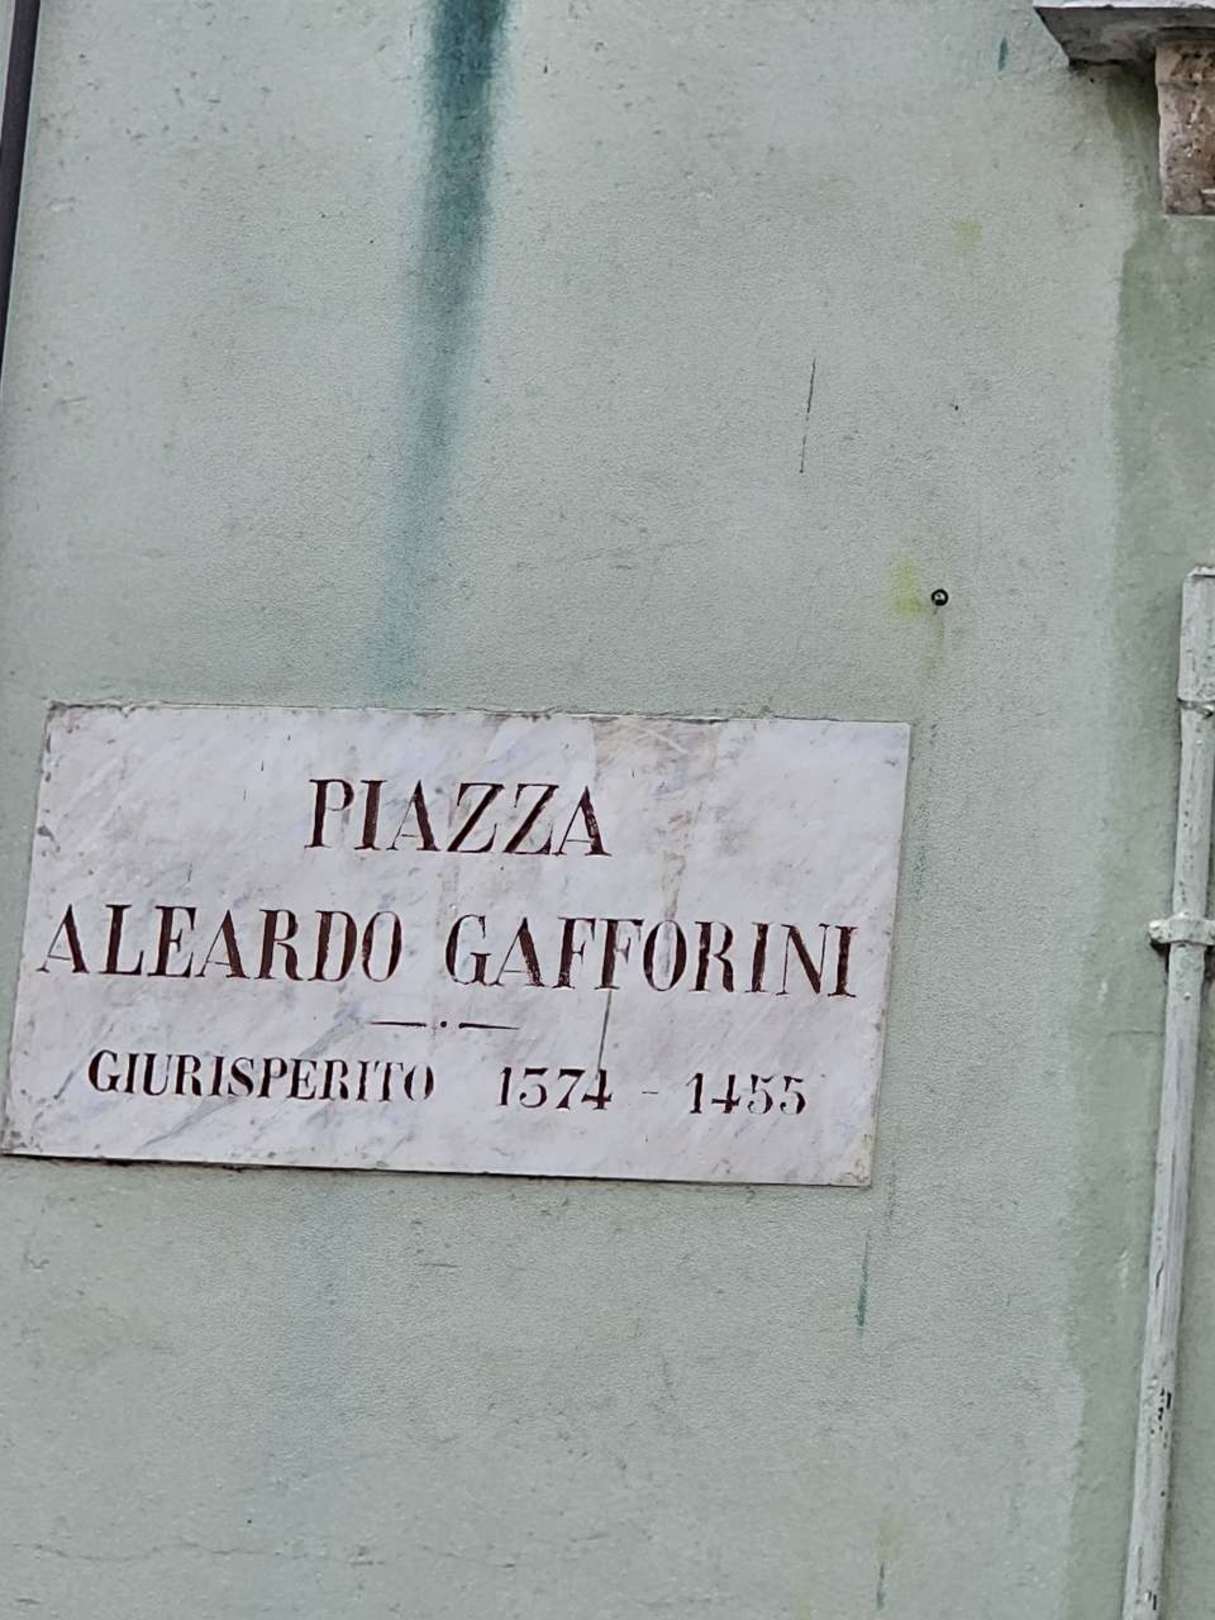 PIAZZA
ALEARDO GAFFORINI
GIURISPERITO 1374 - 1455